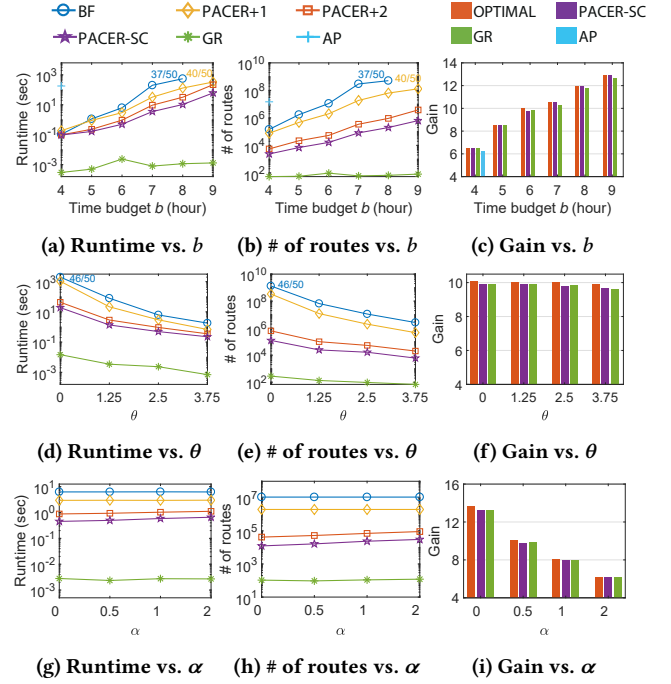 BF PACER+1 PACER+2 OPTIMAL PACER-SC
PACER-SC GR AP GR AP
37/50 40/50
Runtime (sec)
10^3
10^1
10^-1
10^-3
4 5 6 7 8 9
Time budget b (hour)
37/50 40/50
# of routes
10^10
10^8
10^6
10^4
10^2
4 5 6 7 8 9
Time budget b (hour)
Gain
14
12
10
8
6
4
4 5 6 7 8 9
Time budget b (hour)
(a) Runtime vs. b (b) # of routes vs. b (c) Gain vs. b
46/50
Runtime (sec)
10^3
10^1
10^-1
10^-3
0 1.25 2.5 3.75
θ
46/50
# of routes
10^10
10^8
10^6
10^4
10^2
0 1.25 2.5 3.75
θ
Gain
10
8
6
4
0 1.25 2.5 3.75
θ
(d) Runtime vs. θ (e) # of routes vs. θ (f) Gain vs. θ
Runtime (sec)
10^1
10^0
10^-1
10^-2
10^-3
0 0.5 1 2
α
# of routes
10^7
10^5
10^3
10^1
0 0.5 1 2
α
Gain
16
12
8
4
0 0.5 1 2
α
(g) Runtime vs. α (h) # of routes vs. α (i) Gain vs. α